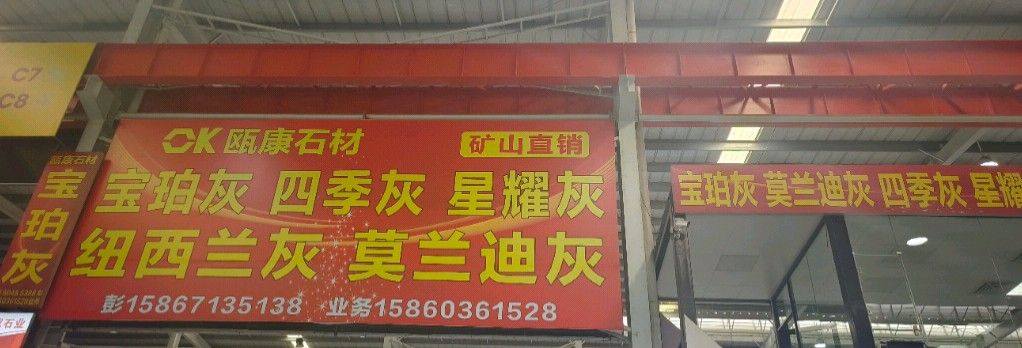 C7
C8
OK 瓯康石材
矿山直销
宝珀灰 四季灰 星耀灰
纽西兰灰 莫兰迪灰
彭15867135138 业务15860361528
瓯康石材
宝珀灰
宝珀灰 莫兰迪灰 四季灰 星耀
石业